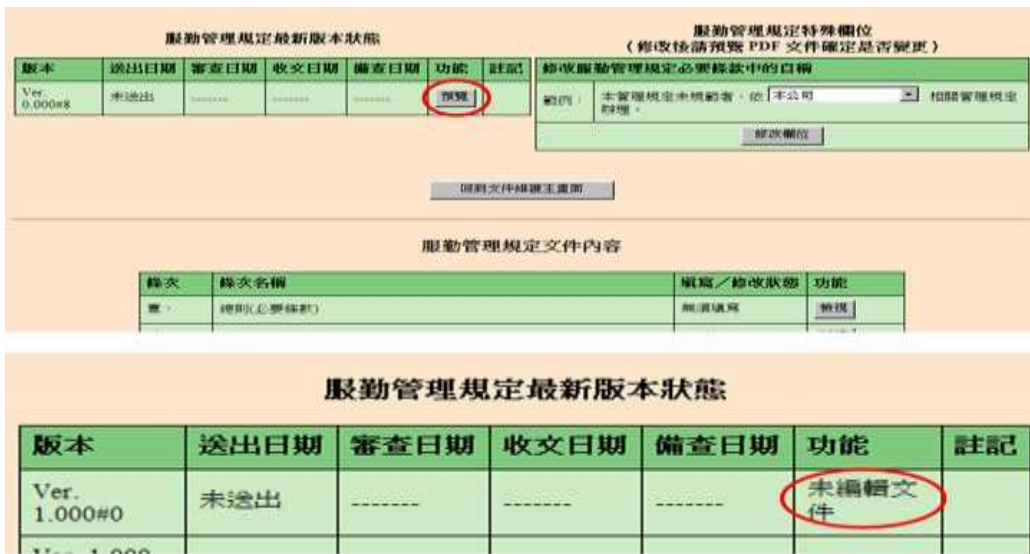 服勤管理規定最新版本狀態
版本 送出日期 審查日期 收文日期 備查日期 功能 註記
Ver.
0.000#8 未送出 ------- ------- ------- 預覽
服勤管理規定特殊欄位
(修改後請預覽 PDF 文件確定是否變更)
修改服勤管理規定必要條款中的自稱
範例: 本管理規定未規範者,依 本公司 相關管理規定
辦理。
修改欄位
回到文件維護主畫面
服勤管理規定文件內容
條次 條次名稱 填寫/修改狀態 功能
壹、 總則(必要條款) 無須填寫 檢視
服勤管理規定最新版本狀態
版本 送出日期 審查日期 收文日期 備查日期 功能 註記
Ver.
1.000#0 未送出 ------- ------- ------- 未編輯文
件